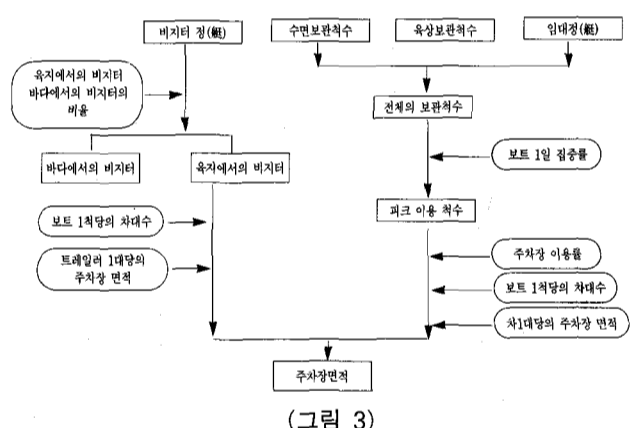 비지터 정(艇)
수면보관척수
육상보관척수
임대정(艇)
육지에서의 비지터
바다에서의 비지터의
비율
전체의 보관척수
바다에서의 비지터
육지에서의 비지터
보트 1일 집중률
보트 1척당의 차대수
피크 이용 척수
트레일러 1대당의
주차장 면적
주차장 이용률
보트 1척당의 차대수
차1대당의 주차장 면적
주차장면적
(그림 3)